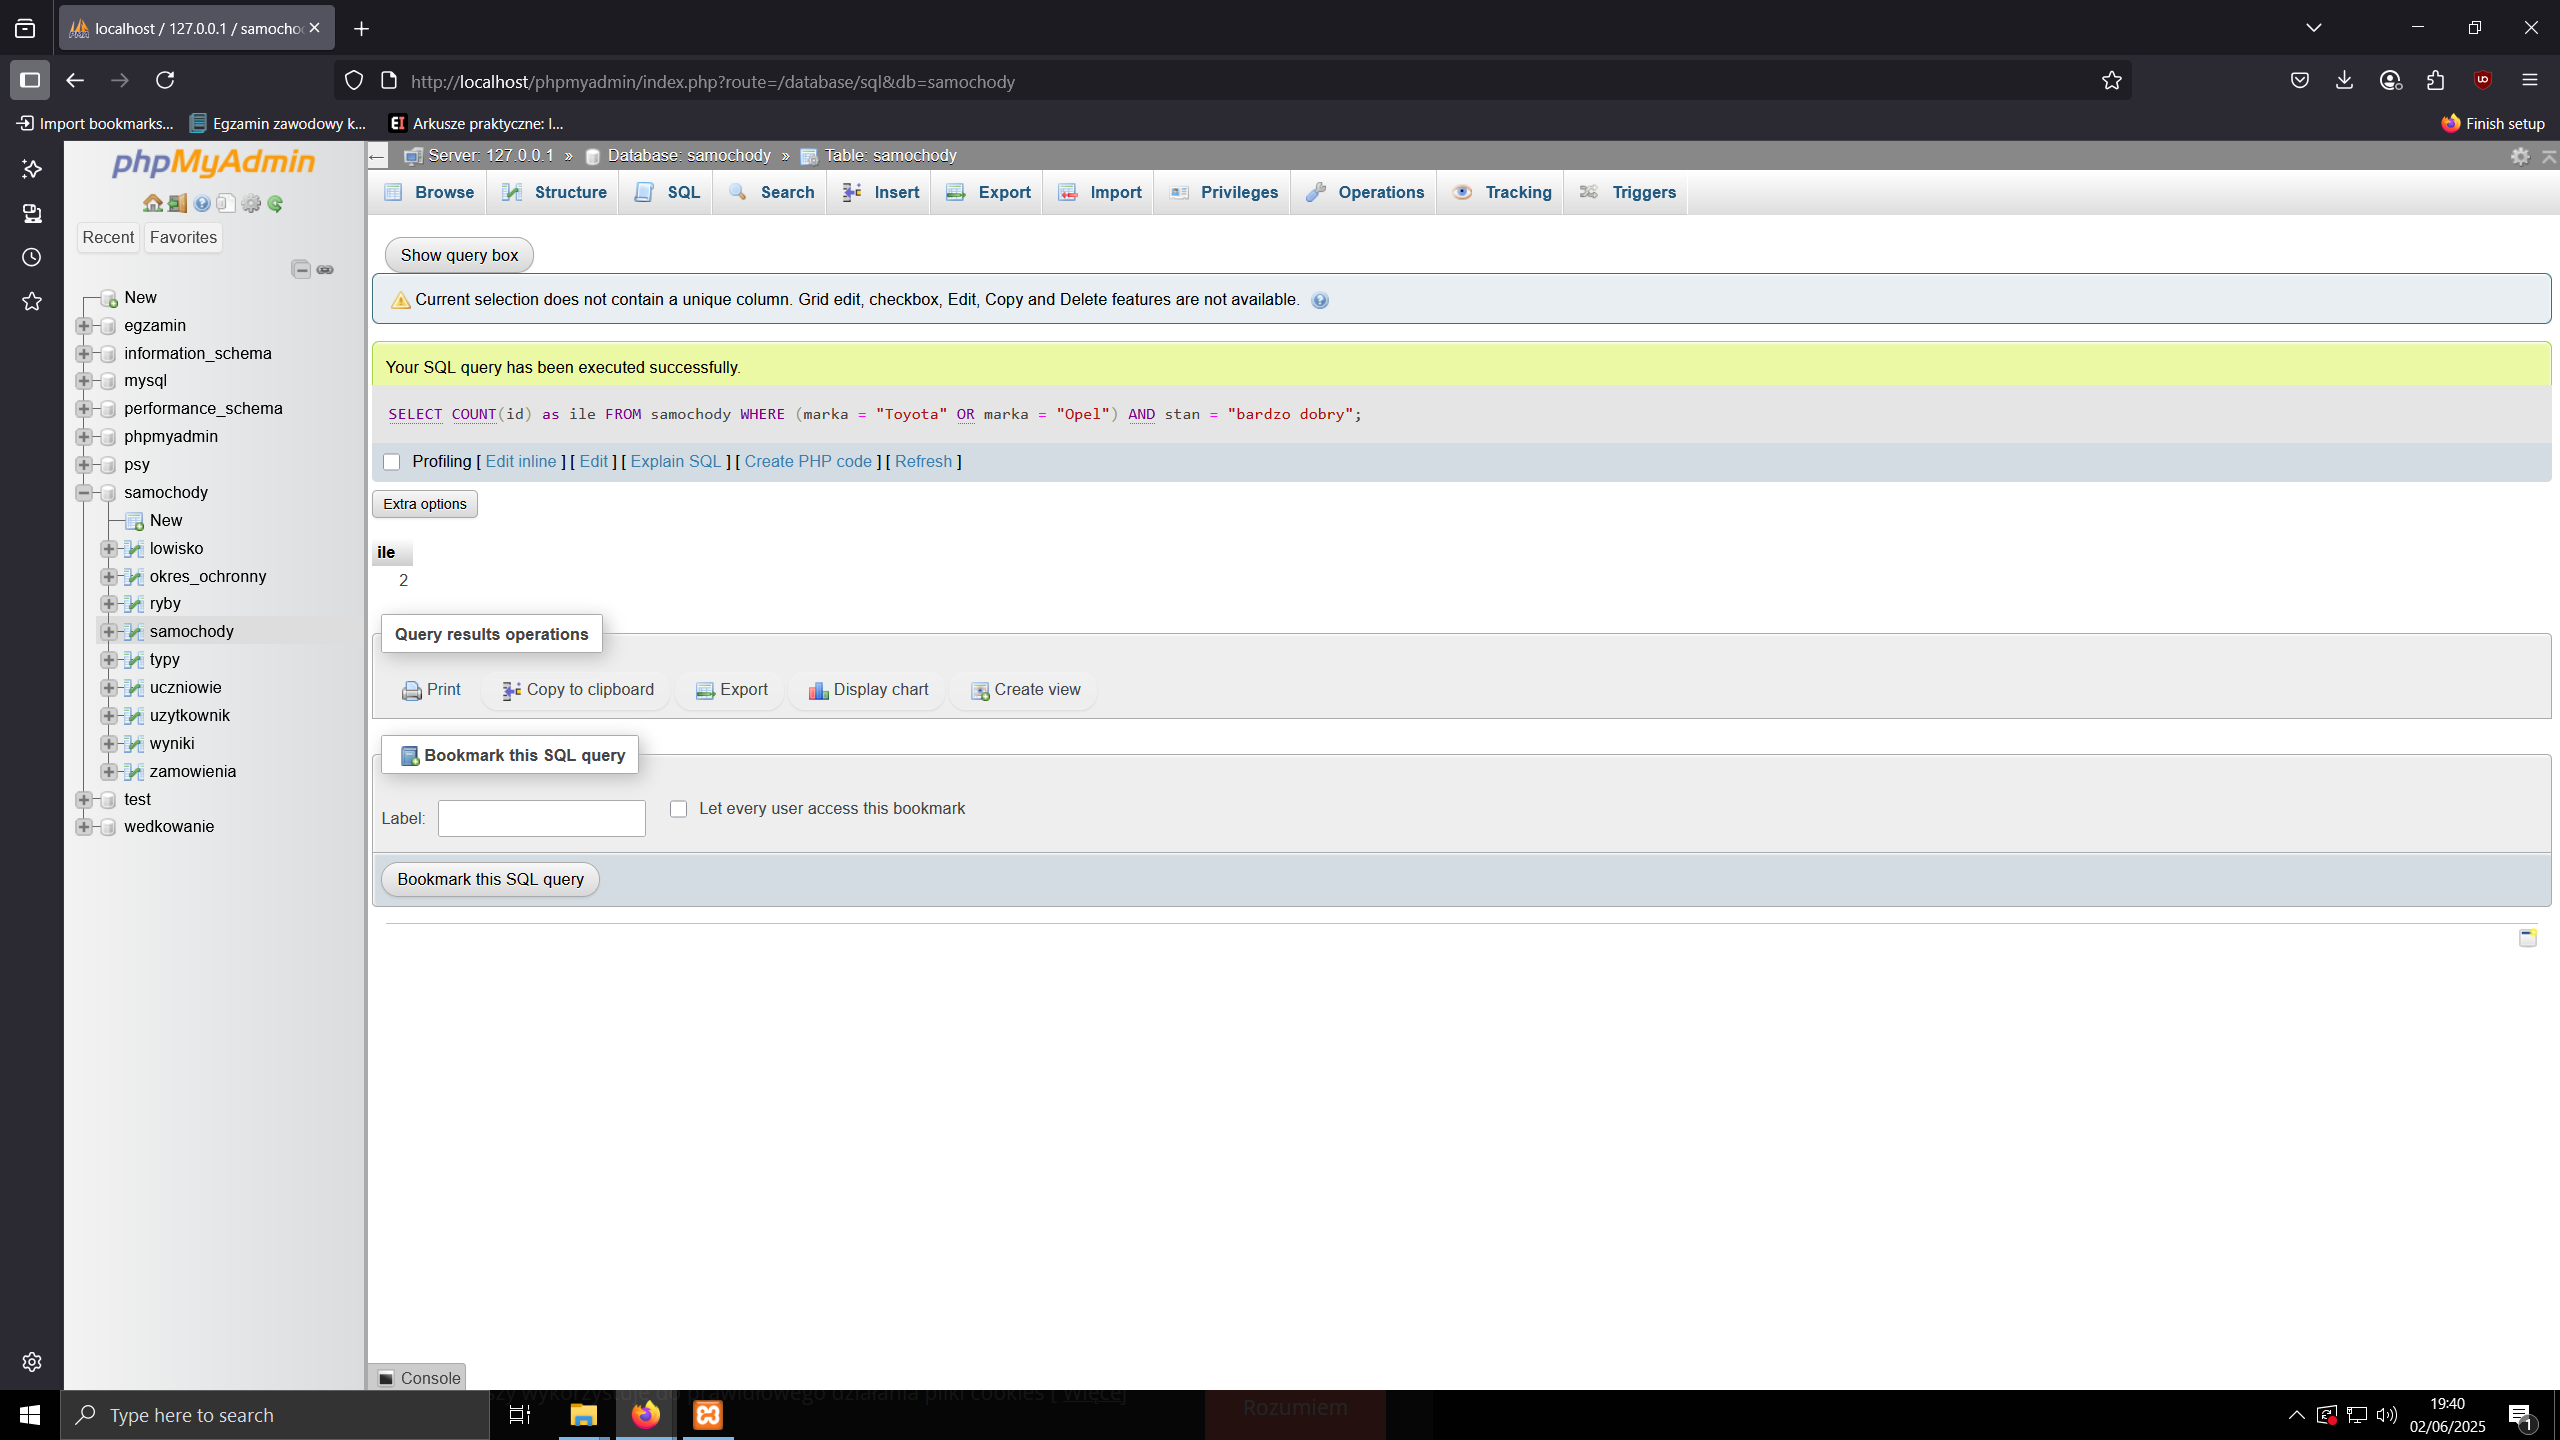 localhost / 127.0.0.1 / samocho
http://localhost/phpmyadmin/index.php?route=/database/sql&db=samochody
Import bookmarks...
Egzamin zawodowy k...
Arkusze praktyczne: I...
Finish setup
phpMyAdmin
Recent
Favorites
New
egzamin
information_schema
mysql
performance_schema
phpmyadmin
psy
samochody
New
lowisko
okres_ochronny
ryby
samochody
typy
uczniowie
uzytkownik
wyniki
zamowienia
test
wedkowanie
Server: 127.0.0.1 » Database: samochody » Table: samochody
Browse
Structure
SQL
Search
Insert
Export
Import
Privileges
Operations
Tracking
Triggers
Show query box
Current selection does not contain a unique column. Grid edit, checkbox, Edit, Copy and Delete features are not available.
Your SQL query has been executed successfully.
SELECT COUNT(id) as ile FROM samochody WHERE (marka = "Toyota" OR marka = "Opel") AND stan = "bardzo dobry";
Profiling [ Edit inline ] [ Edit ] [ Explain SQL ] [ Create PHP code ] [ Refresh ]
Extra options
ile
2
Query results operations
Print
Copy to clipboard
Export
Display chart
Create view
Bookmark this SQL query
Label:
Let every user access this bookmark
Bookmark this SQL query
Console
prawidłowego działania pliki cookies [ Więcej
Rozumiem
Type here to search
19:40
02/06/2025
1